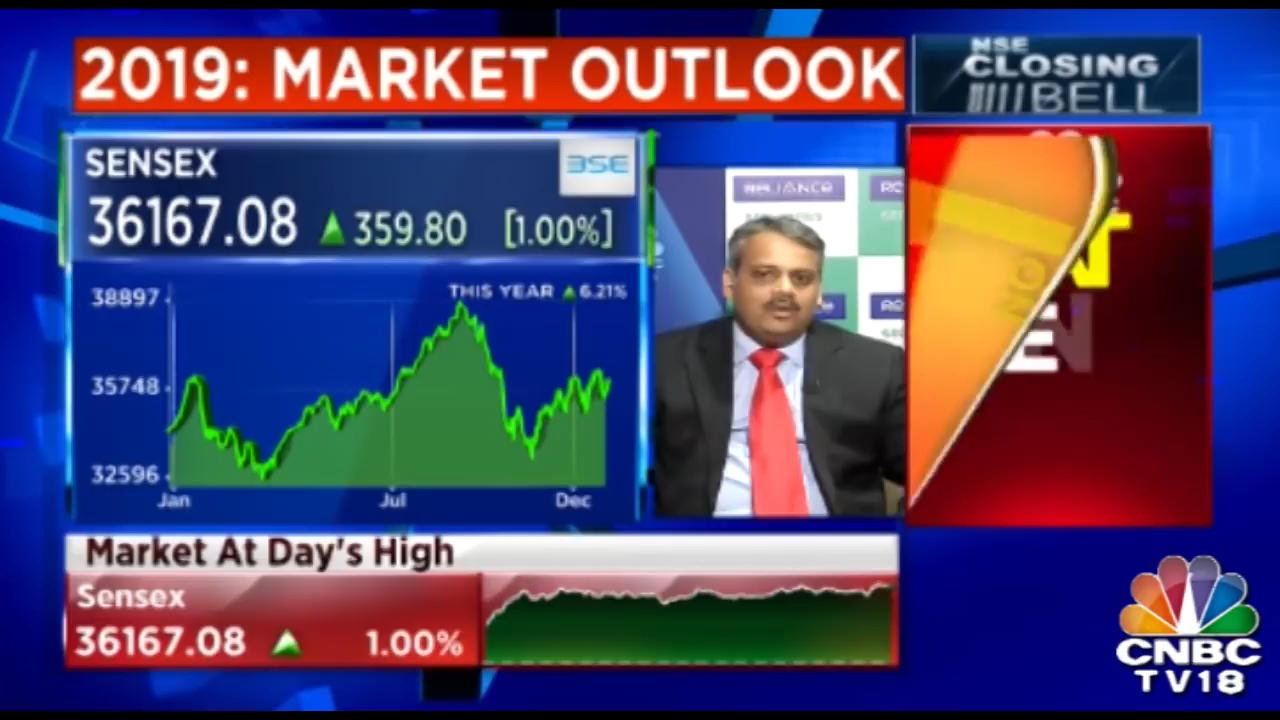 2019: MARKET OUTLOOK
NSE
CLOSING
BELL
SENSEX
BSE
36167.08 ▲ 359.80 [1.00%]
THIS YEAR ▲ 6.21%
38897
35748
32596
Jan Jul Dec
RELIANCE
Market At Day's High
Sensex
36167.08 ▲ 1.00%
CNBC
TV18